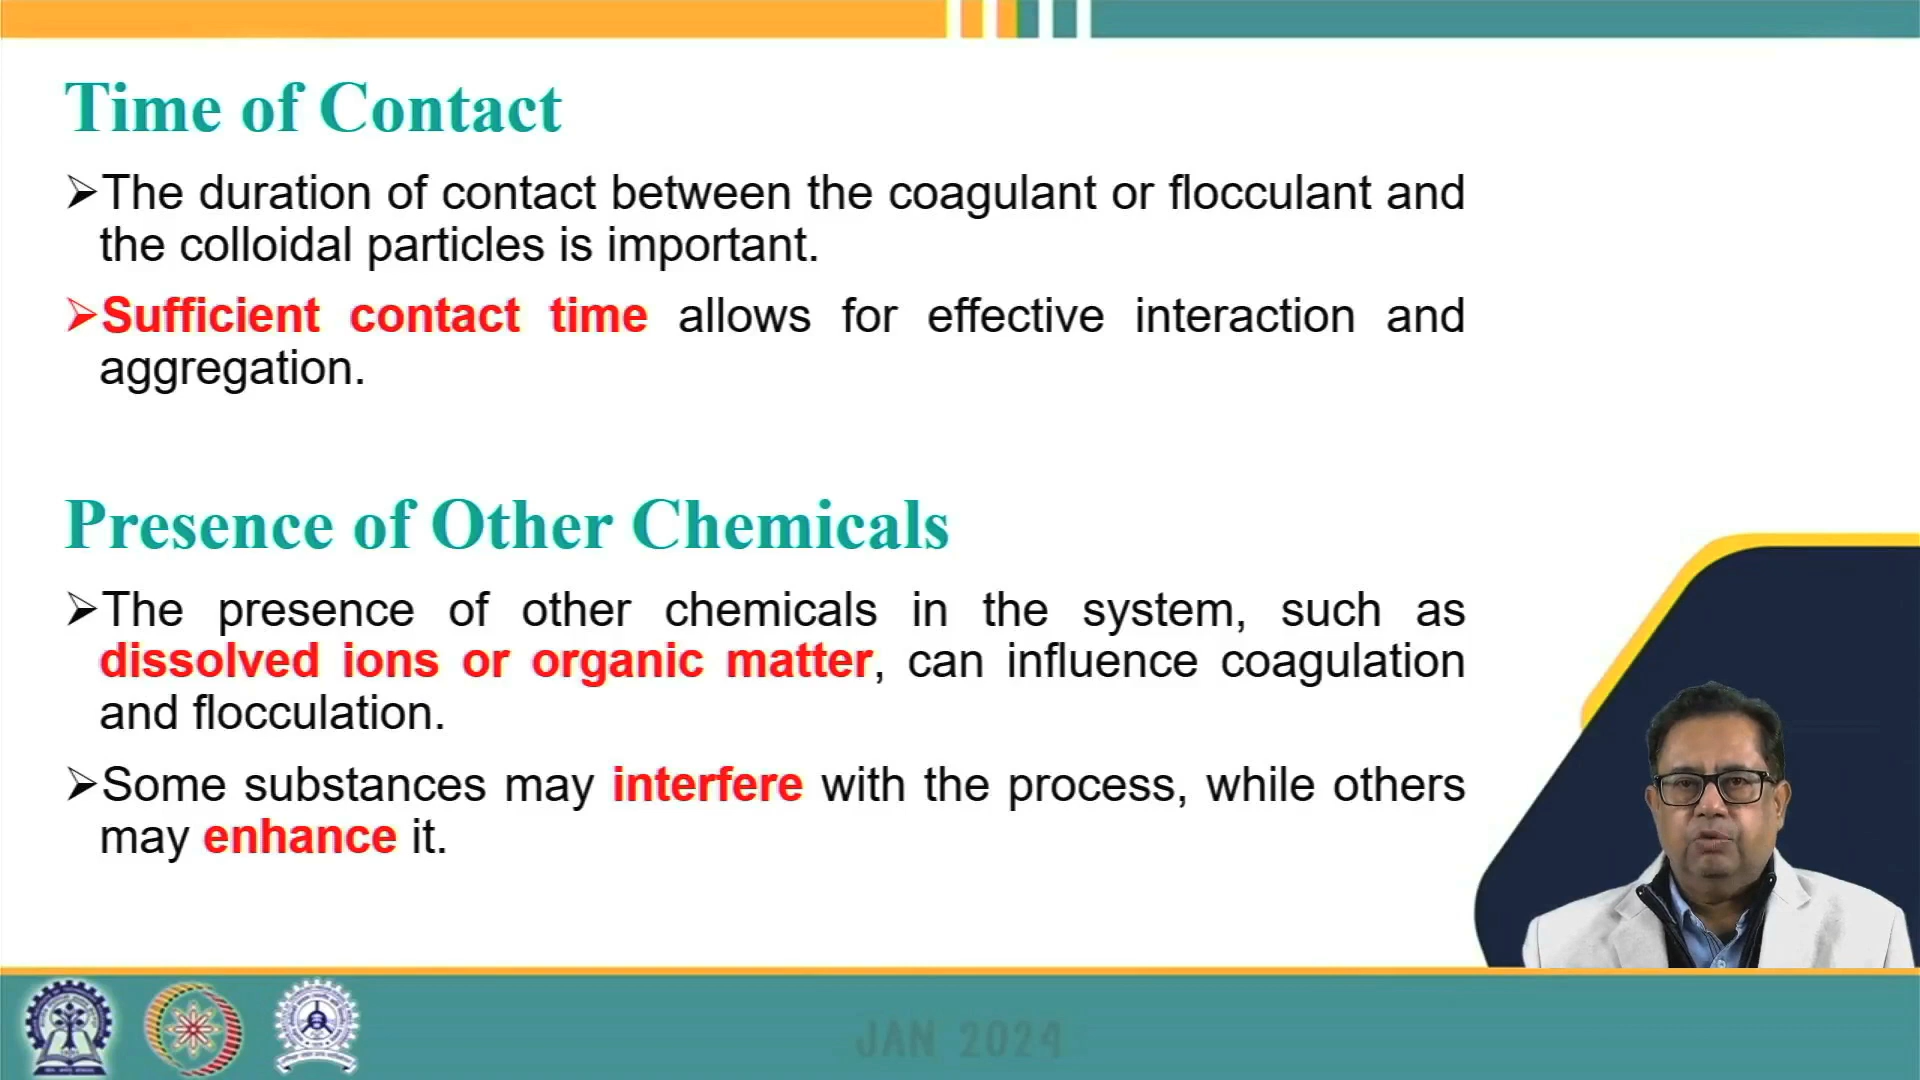 Time of Contact
➢The duration of contact between the coagulant or flocculant and
the colloidal particles is important.
➢Sufficient contact time allows for effective interaction and
aggregation.
Presence of Other Chemicals
➢The presence of other chemicals in the system, such as
dissolved ions or organic matter, can influence coagulation
and flocculation.
➢Some substances may interfere with the process, while others
may enhance it.
JAN 2024